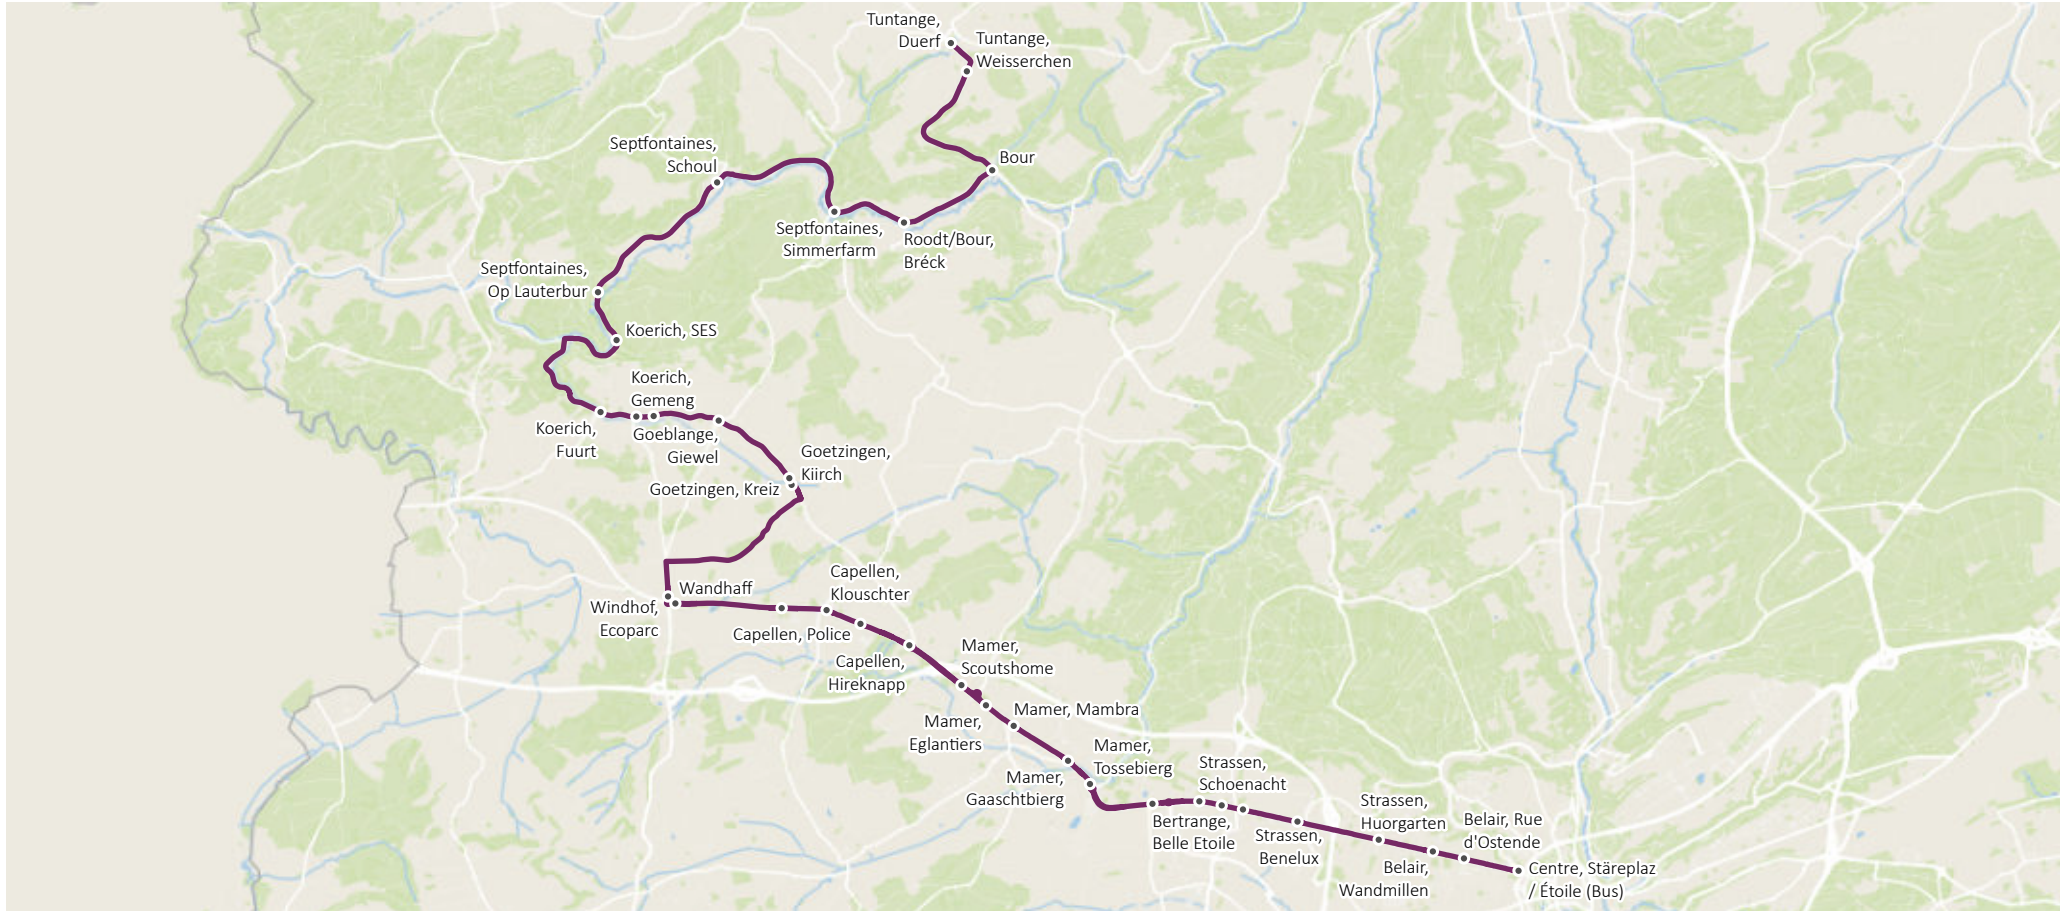 Tuntange,
Duerf
Tuntange,
Weisserchen
Bour
Septfontaines,
Schoul
Septfontaines,
Simmerfarm
Roodt/Bour,
Bréck
Septfontaines,
Op Lauterbur
Koerich, SES
Koerich,
Gemeng
Koerich,
Fuurt
Goeblange,
Giewel
Goetzingen,
Kiirch
Goetzingen, Kreiz
Wandhaff
Windhof,
Ecoparc
Capellen,
Klouschter
Capellen, Police
Capellen,
Hireknapp
Mamer,
Scoutshome
Mamer,
Eglantiers
Mamer, Mambra
Mamer,
Tossebierg
Mamer,
Gaaschtbierg
Strassen,
Schoenacht
Bertrange,
Belle Etoile
Strassen,
Benelux
Strassen,
Huorgarten
Belair, Rue
d'Ostende
Belair,
Wandmillen
Centre, Stäreplaz
/ Étoile (Bus)